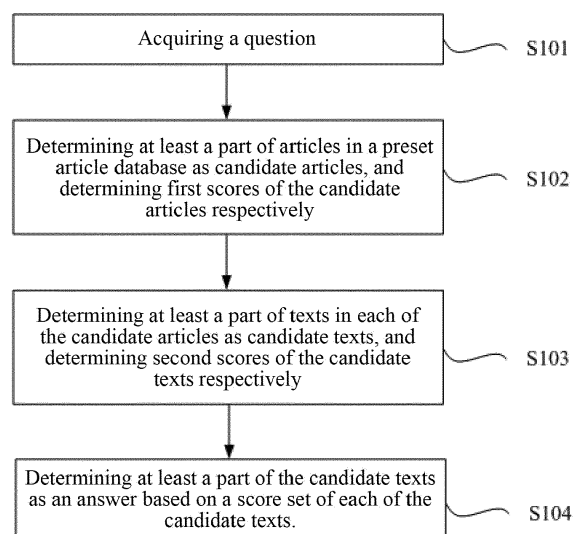 Acquiring a question
S101
Determining at least a part of articles in a preset
article database as candidate articles, and
determining first scores of the candidate
articles respectively
S102
Determining at least a part of texts in each of
the candidate articles as candidate texts, and
determining second scores of the candidate
texts respectively
S103
Determining at least a part of the candidate texts
as an answer based on a score set of each of the
candidate texts.
S104